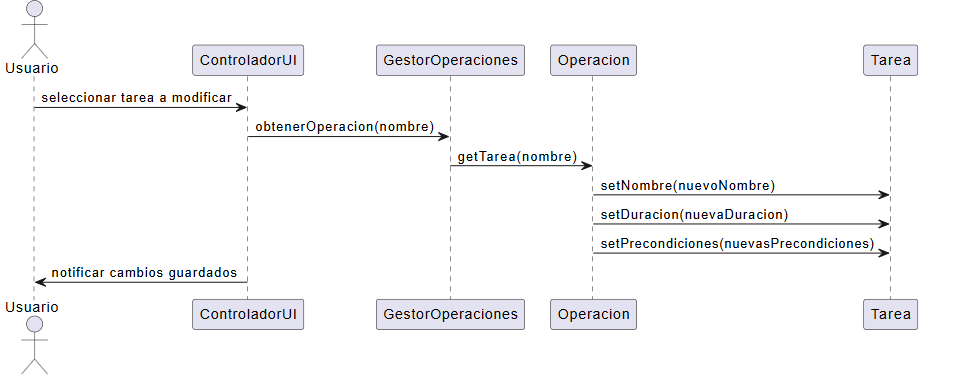 Usuario
ControladorUI
GestorOperaciones
Operacion
Tarea
seleccionar tarea a modificar
obtenerOperacion(nombre)
getTarea(nombre)
setNombre(nuevoNombre)
setDuracion(nuevaDuracion)
setPrecondiciones(nuevasPrecondiciones)
notificar cambios guardados
Usuario
ControladorUI
GestorOperaciones
Operacion
Tarea